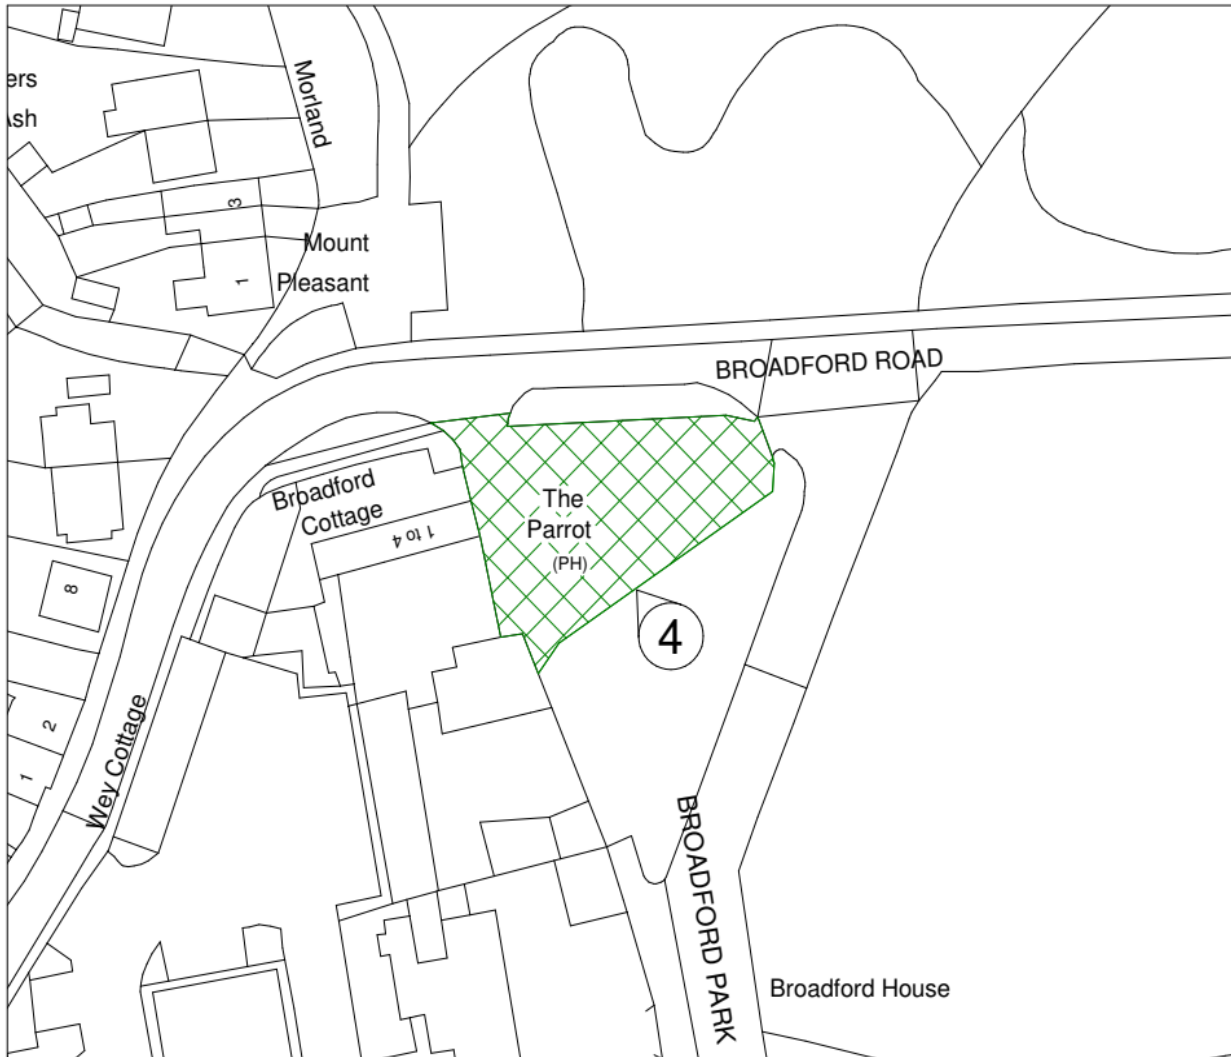 ers
Ash
Morland
3
Mount
1
Pleasant
BROADFORD ROAD
Broadford
Cottage
1 to 4
The
Parrot
(PH)
4
8
2
1
Wey Cottage
BROADFORD PARK
Broadford House